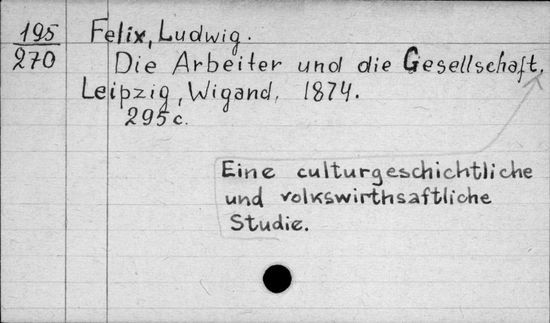 195
270
Felix, Ludwig.
Die Arbeiter und die Gesellschaft.
Leipzig, Wigand, 1874.
295 c.
Eine culturgeschichtliche
und volkswirthsaftliche
Studie.